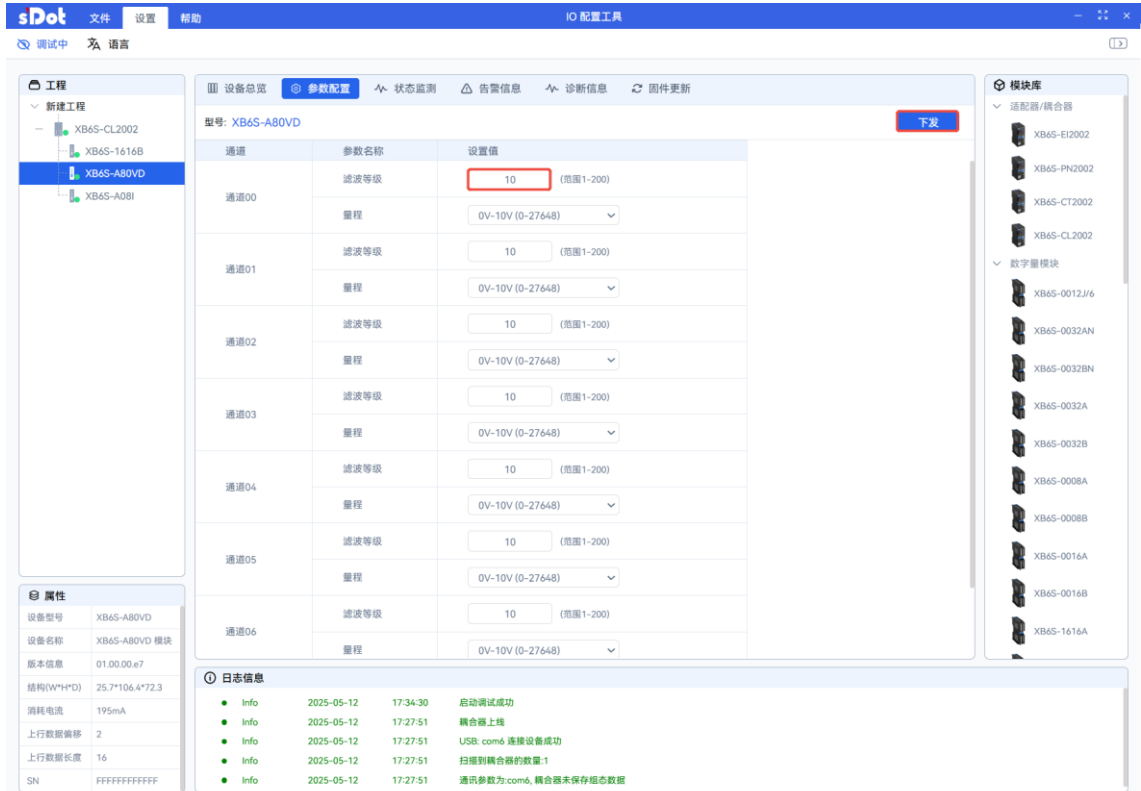 sDot 文件 设置 帮助 IO 配置工具
调试中 语言
工程
新建工程
XB6S-CL2002
XB6S-1616B
XB6S-A80VD
XB6S-A08I
设备总览 参数配置 状态监测 告警信息 诊断信息 固件更新
型号: XB6S-A80VD 下发
通道 参数名称 设置值
通道00
滤波等级 10 (范围1-200)
量程 0V-10V (0-27648)
通道01
滤波等级 10 (范围1-200)
量程 0V-10V (0-27648)
通道02
滤波等级 10 (范围1-200)
量程 0V-10V (0-27648)
通道03
滤波等级 10 (范围1-200)
量程 0V-10V (0-27648)
通道04
滤波等级 10 (范围1-200)
量程 0V-10V (0-27648)
通道05
滤波等级 10 (范围1-200)
量程 0V-10V (0-27648)
通道06
滤波等级 10 (范围1-200)
量程 0V-10V (0-27648)
模块库
适配器/耦合器
XB6S-EI2002
XB6S-PN2002
XB6S-CT2002
XB6S-CL2002
数字量模块
XB6S-0012J/6
XB6S-0032AN
XB6S-0032BN
XB6S-0032A
XB6S-0032B
XB6S-0008A
XB6S-0008B
XB6S-0016A
XB6S-0016B
XB6S-1616A
属性
设备型号 XB6S-A80VD
设备名称 XB6S-A80VD 模块
版本信息 01.00.00.e7
结构(W*H*D) 25.7*106.4*72.3
消耗电流 195mA
上行数据偏移 2
上行数据长度 16
SN FFFFFFFFFFFF
日志信息
Info 2025-05-12 17:34:30 启动调试成功
Info 2025-05-12 17:27:51 耦合器上线
Info 2025-05-12 17:27:51 USB: com6 连接设备成功
Info 2025-05-12 17:27:51 扫描到耦合器的数量:1
Info 2025-05-12 17:27:51 通讯参数为:com6, 耦合器未保存组态数据